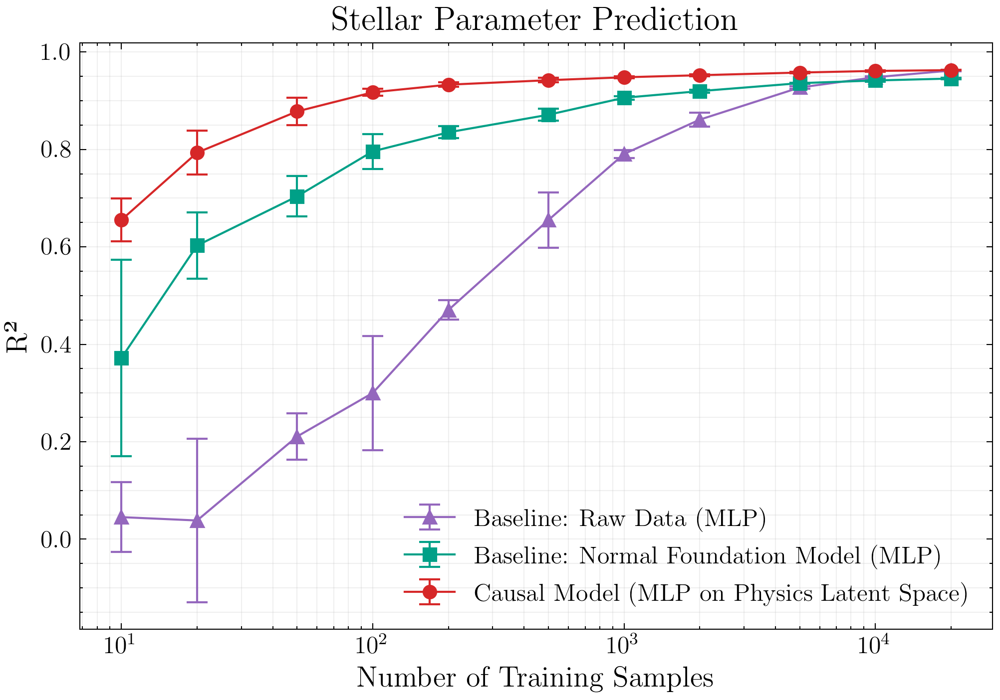 Stellar Parameter Prediction
1.0
0.8
0.6
0.4
0.2
0.0
R²
Baseline: Raw Data (MLP)
Baseline: Normal Foundation Model (MLP)
Causal Model (MLP on Physics Latent Space)
10¹ 10² 10³ 10⁴
Number of Training Samples